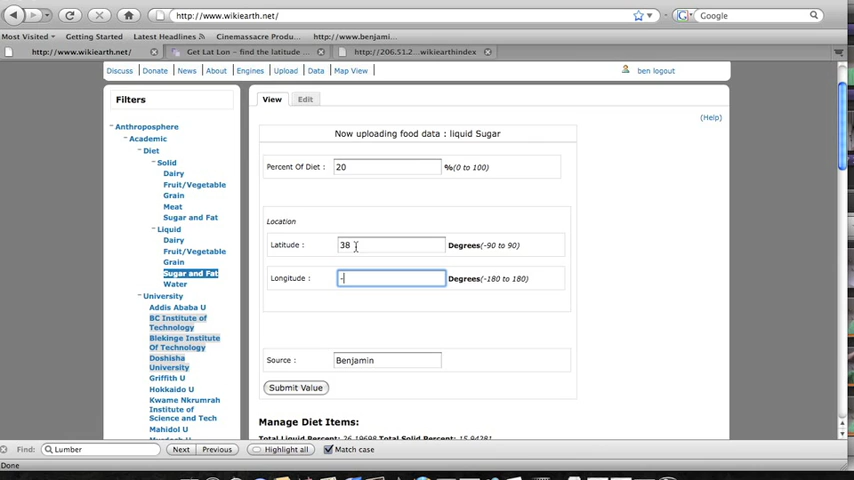 http://www.wikiearth.net/
Google
Most Visited
Getting Started
Latest Headlines
Cinemassacre Produc...
http://www.benjami...
http://www.wikiearth.net/
Get Lat Lon - find the latitude ...
http://206.51.2...wikiearthindex
Discuss
Donate
News
About
Engines
Upload
Data
Map View
ben logout
Filters
View
Edit
(Help)
Anthroposphere
Academic
Diet
Solid
Dairy
Fruit/Vegetable
Grain
Meat
Sugar and Fat
Liquid
Dairy
Fruit/Vegetable
Grain
Sugar and Fat
Water
University
Addis Ababa U
BC Institute of
Technology
Blekinge Institute
Of Technology
Doshisha
University
Griffith U
Hokkaido U
Kwame Nkrumah
Institute of
Science and Tech
Mahidol U
Now uploading food data : liquid Sugar
Percent Of Diet :
20
%(0 to 100)
Location
Latitude :
38
Degrees(-90 to 90)
Longitude :
-
Degrees(-180 to 180)
Source :
Benjamin
Submit Value
Manage Diet Items:
Total Liquid Percent: 26.19698 Total Solid Percent: 15.94281
Find:
Lumber
Next
Previous
Highlight all
Match case
Done